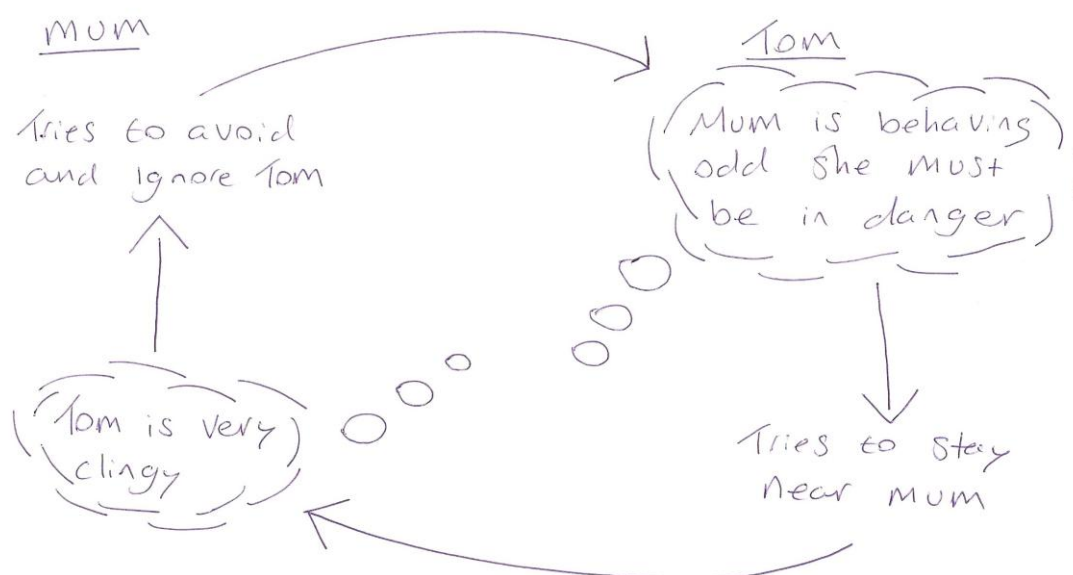 Mum
Tries to avoid
and ignore Tom
Tom
Mum is behaving
odd she must
be in danger
Tries to stay
near mum
Tom is very
clingy